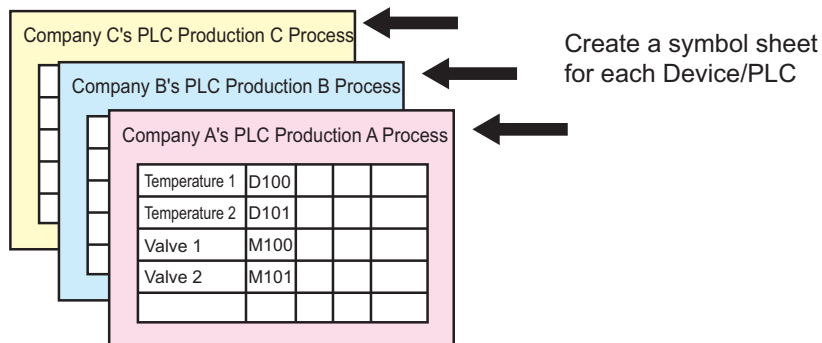 Company C's PLC Production C Process
Company B's PLC Production B Process
Company A's PLC Production A Process
Temperature 1 D100
Temperature 2 D101
Valve 1 M100
Valve 2 M101
Create a symbol sheet
for each Device/PLC